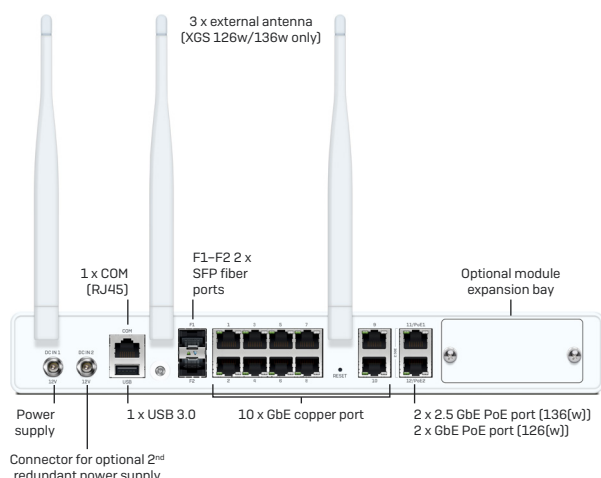 3 x external antenna
(XGS 126w/136w only)
F1–F2 2 x
SFP fiber
ports
1 x COM
(RJ45)
Optional module
expansion bay
COM
F1
1
3
5
7
9
11/PoE1
DC IN 1
DC IN 2
12V
12V
USB
F2
2
4
6
8
RESET
10
12/PoE2
Power
supply
1 x USB 3.0
10 x GbE copper port
2 x 2.5 GbE PoE port (136(w))
2 x GbE PoE port (126(w))
Connector for optional 2nd
redundant power supply